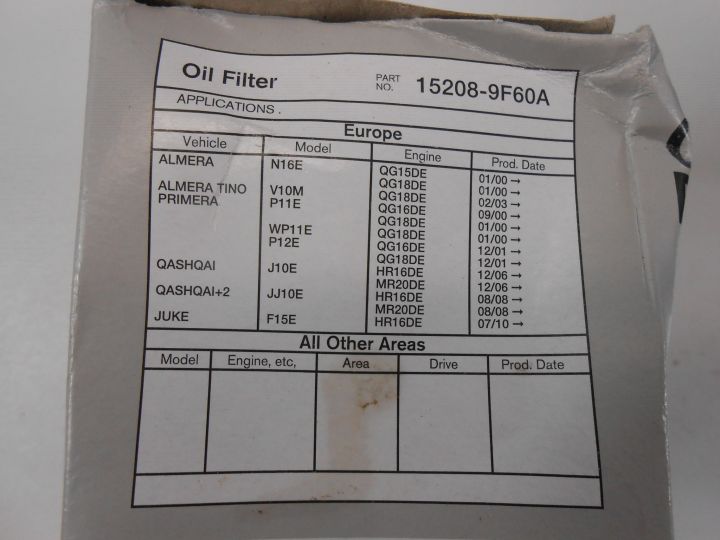 Oil Filter PART NO. 15208-9F60A
APPLICATIONS .
Europe
Vehicle Model Engine Prod. Date
ALMERA N16E QG15DE 01/00 →
QG18DE 01/00 →
ALMERA TINO V10M QG18DE 02/03 →
PRIMERA P11E QG16DE 09/00 →
QG18DE 01/00 →
WP11E QG18DE 01/00 →
P12E QG16DE 12/01 →
QG18DE 12/01 →
QASHQAI J10E HR16DE 12/06 →
MR20DE 12/06 →
QASHQAI+2 JJ10E HR16DE 08/08 →
MR20DE 08/08 →
JUKE F15E HR16DE 07/10 →
All Other Areas
Model Engine, etc, Area Drive Prod. Date